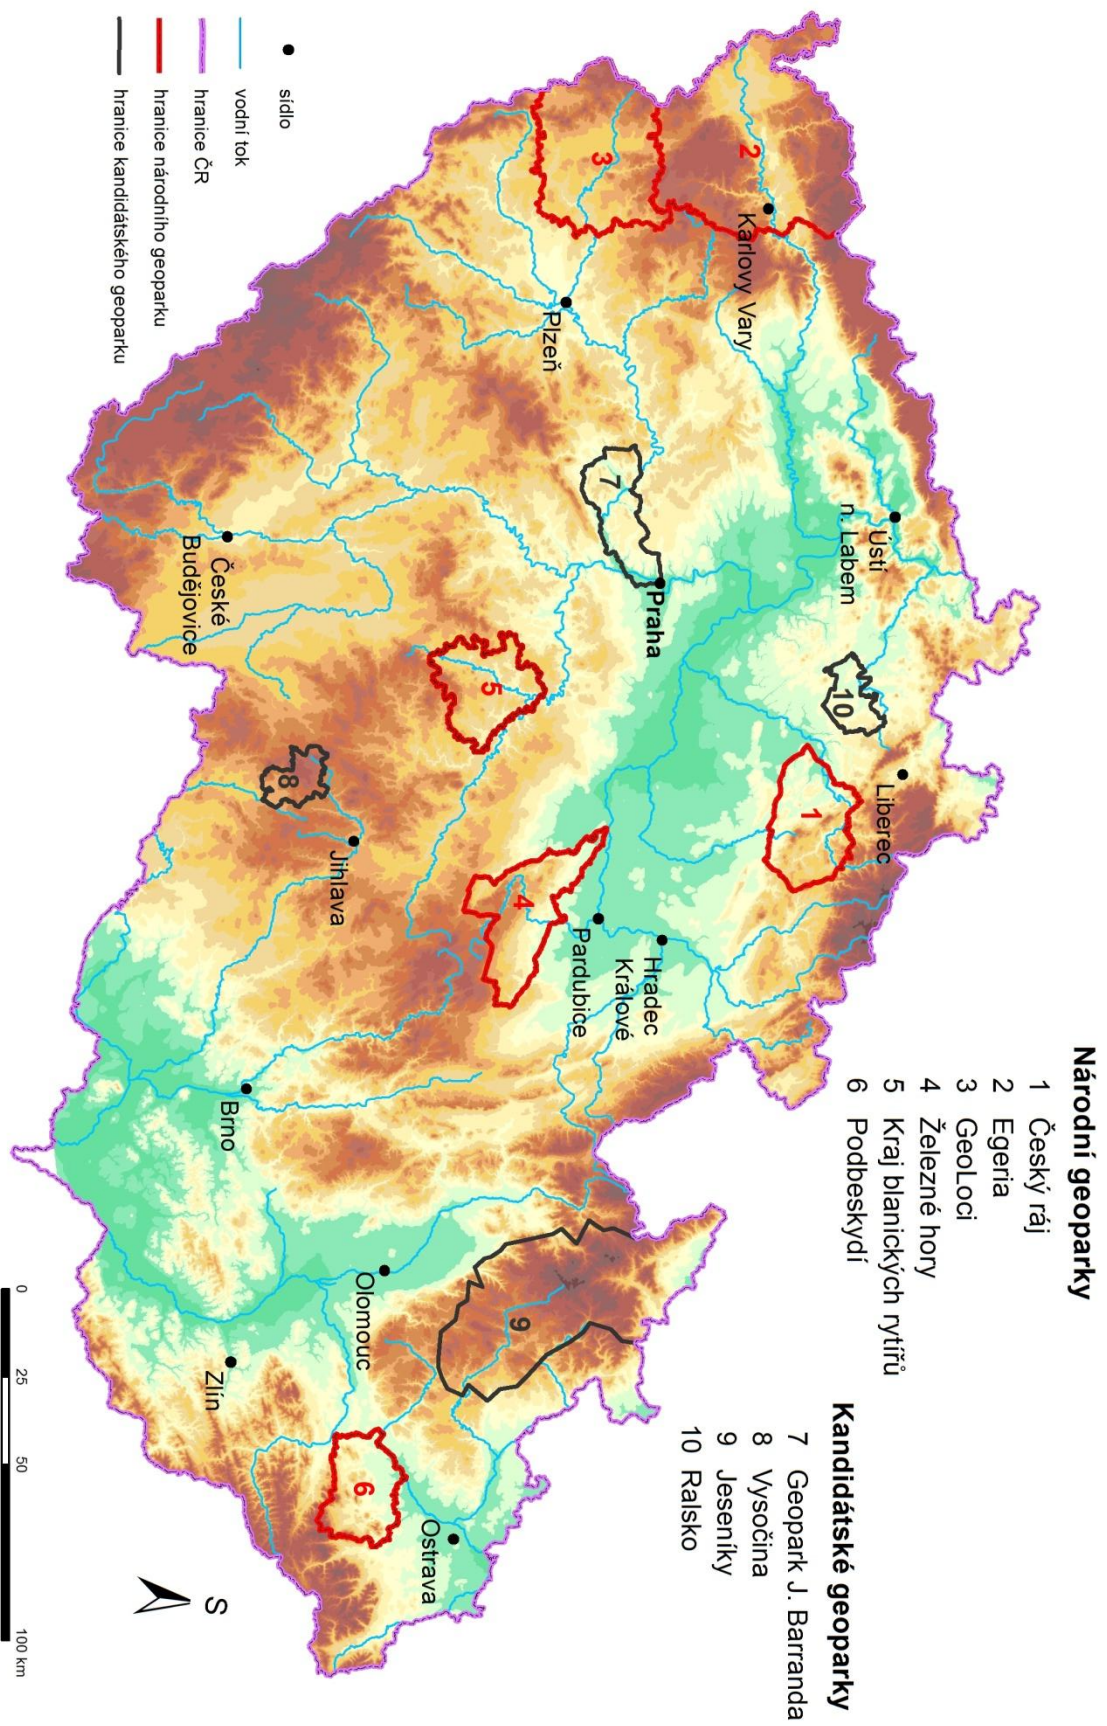 Národní geoparky
1 Český ráj
2 Egeria
3 GeoLoci
4 Železné hory
5 Kraj blanických rytířů
6 Podbeskydí
Kandidátské geoparky
7 Geopark J. Barranda
8 Vysočina
9 Jeseníky
10 Ralsko
Ústí
n. Labem
Liberec
Karlovy Vary
Hradec
Králové
Pardubice
Praha
Plzeň
Ostrava
Olomouc
Jihlava
Brno
Zlín
České
Budějovice
1
2
3
4
5
6
7
8
9
10
sídlo
vodní tok
hranice ČR
hranice národního geoparku
hranice kandidátského geoparku
S
0 25 50 100 km